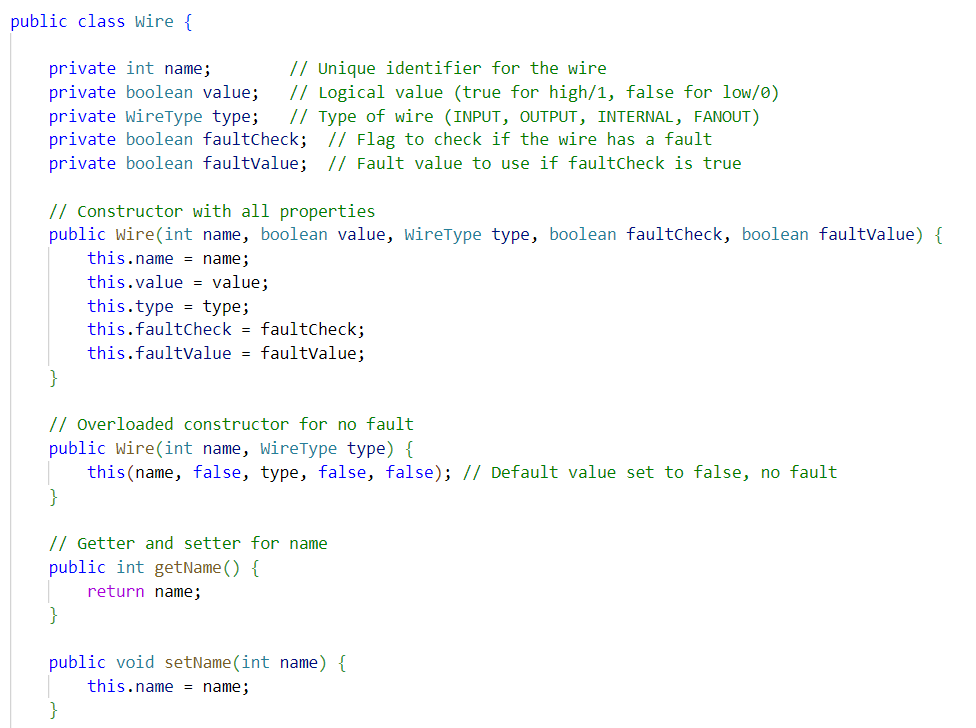 public class Wire {
private int name;        // Unique identifier for the wire
private boolean value;   // Logical value (true for high/1, false for low/0)
private WireType type;   // Type of wire (INPUT, OUTPUT, INTERNAL, FANOUT)
private boolean faultCheck;  // Flag to check if the wire has a fault
private boolean faultValue;  // Fault value to use if faultCheck is true
// Constructor with all properties
public Wire(int name, boolean value, WireType type, boolean faultCheck, boolean faultValue) {
this.name = name;
this.value = value;
this.type = type;
this.faultCheck = faultCheck;
this.faultValue = faultValue;
}
// Overloaded constructor for no fault
public Wire(int name, WireType type) {
this(name, false, type, false, false); // Default value set to false, no fault
}
// Getter and setter for name
public int getName() {
return name;
}
public void setName(int name) {
this.name = name;
}